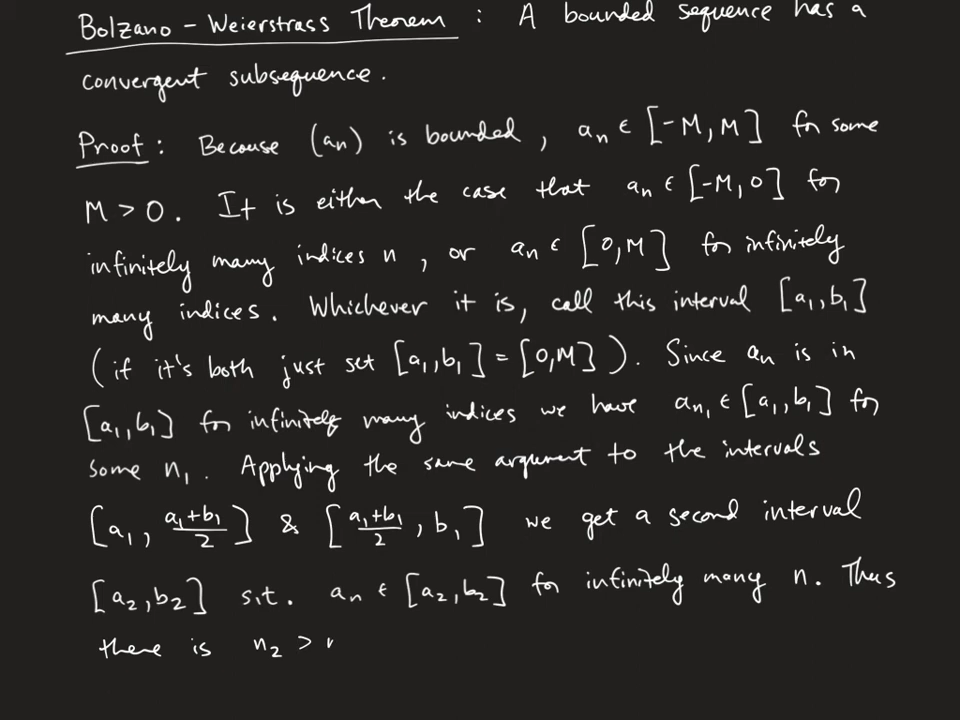 Bolzano - Weierstrass Theorem : A bounded sequence has a
convergent subsequence.
Proof: Because (an) is bounded, an ∈ [-M, M] for some
M > 0. It is either the case that an ∈ [-M, 0] for
infinitely many indices n, or an ∈ [0, M] for infinitely
many indices. Whichever it is, call this interval [a₁, b₁]
(if it's both just set [a₁, b₁] = [0, M]). Since an is in
[a₁, b₁] for infinitely many indices we have an₁ ∈ [a₁, b₁] for
some n₁. Applying the same argument to the intervals
[a₁, (a₁+b₁)/2] & [(a₁+b₁)/2, b₁] we get a second interval
[a₂, b₂] s.t. an ∈ [a₂, b₂] for infinitely many n. Thus
there is n₂ >